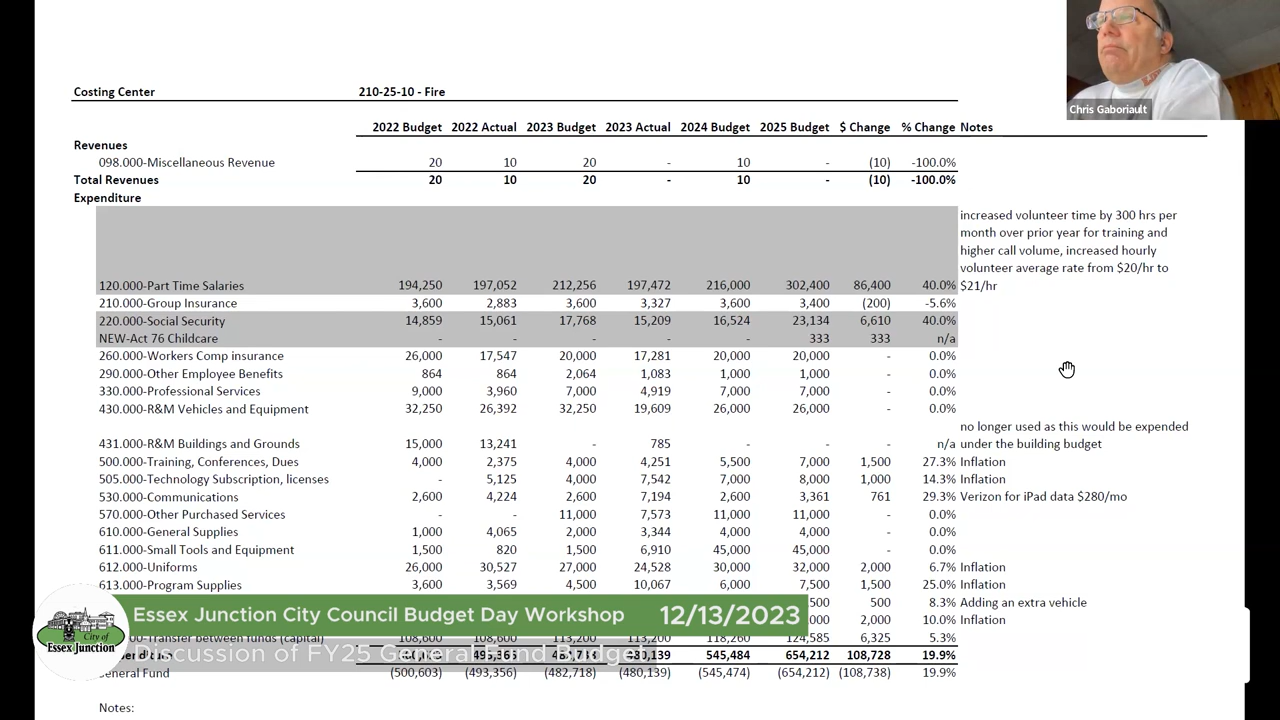 Chris Gaboriault
Costing Center 210-25-10 - Fire
2022 Budget 2022 Actual 2023 Budget 2023 Actual 2024 Budget 2025 Budget $ Change % Change Notes
Revenues
098.000-Miscellaneous Revenue 20 10 20 - 10 - (10) -100.0%
Total Revenues 20 10 20 - 10 - (10) -100.0%
Expenditure
increased volunteer time by 300 hrs per
month over prior year for training and
higher call volume, increased hourly
volunteer average rate from $20/hr to
120.000-Part Time Salaries 194,250 197,052 212,256 197,472 216,000 302,400 86,400 40.0% $21/hr
210.000-Group Insurance 3,600 2,883 3,600 3,327 3,600 3,400 (200) -5.6%
220.000-Social Security 14,859 15,061 17,768 15,209 16,524 23,134 6,610 40.0%
NEW-Act 76 Childcare - - - - - 333 333 n/a
260.000-Workers Comp insurance 26,000 17,547 20,000 17,281 20,000 20,000 - 0.0%
290.000-Other Employee Benefits 864 864 2,064 1,083 1,000 1,000 - 0.0%
330.000-Professional Services 9,000 3,960 7,000 4,919 7,000 7,000 - 0.0%
430.000-R&M Vehicles and Equipment 32,250 26,392 32,250 19,609 26,000 26,000 - 0.0%
no longer used as this would be expended
431.000-R&M Buildings and Grounds 15,000 13,241 - 785 - - - n/a under the building budget
500.000-Training, Conferences, Dues 4,000 2,375 4,000 4,251 5,500 7,000 1,500 27.3% Inflation
505.000-Technology Subscription, licenses - 5,125 4,000 7,542 7,000 8,000 1,000 14.3% Inflation
530.000-Communications 2,600 4,224 2,600 7,194 2,600 3,361 761 29.3% Verizon for iPad data $280/mo
570.000-Other Purchased Services - - 11,000 7,573 11,000 11,000 - 0.0%
610.000-General Supplies 1,000 4,065 2,000 3,344 4,000 4,000 - 0.0%
611.000-Small Tools and Equipment 1,500 820 1,500 6,910 45,000 45,000 - 0.0%
612.000-Uniforms 26,000 30,527 27,000 24,528 30,000 32,000 2,000 6.7% Inflation
613.000-Program Supplies 3,600 3,569 4,500 10,067 6,000 7,500 1,500 25.0% Inflation
500 500 8.3% Adding an extra vehicle
Essex Junction City Council Budget Day Workshop 12/13/2023
000 2,000 10.0% Inflation
City of
Essex Junction
Transfer between funds (capital) 108,600 108,600 113,200 113,200 118,260 124,585 6,325 5.3%
Discussion of FY25 General Fund Budget
545,484 654,212 108,728 19.9%
General Fund (500,603) (493,356) (482,718) (480,139) (545,474) (654,212) (108,738) 19.9%
Notes: